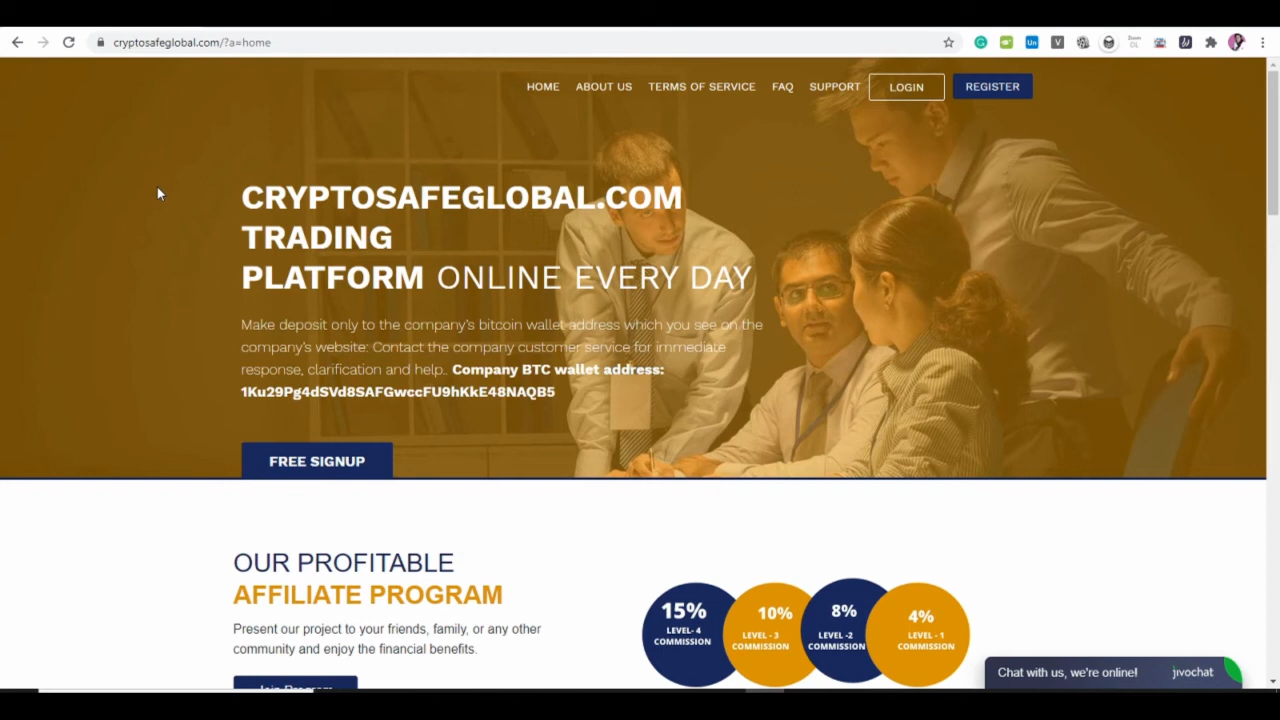 cryptosafeglobal.com/?a=home
HOME ABOUT US TERMS OF SERVICE FAQ SUPPORT LOGIN REGISTER
CRYPTOSAFEGLOBAL.COM
TRADING
PLATFORM ONLINE EVERY DAY
Make deposit only to the company's bitcoin wallet address which you see on the
company's website: Contact the company customer service for immediate
response, clarification and help.. Company BTC wallet address:
1Ku29Pg4dSVd8SAFGwccFU9hKkE48NAQB5
FREE SIGNUP
OUR PROFITABLE
AFFILIATE PROGRAM
Present our project to your friends, family, or any other
community and enjoy the financial benefits.
Join Program
15%
LEVEL- 4
COMMISSION
10%
LEVEL - 3
COMMISSION
8%
LEVEL -2
COMMISSION
4%
LEVEL - 1
COMMISSION
Chat with us, we're online! jivochat